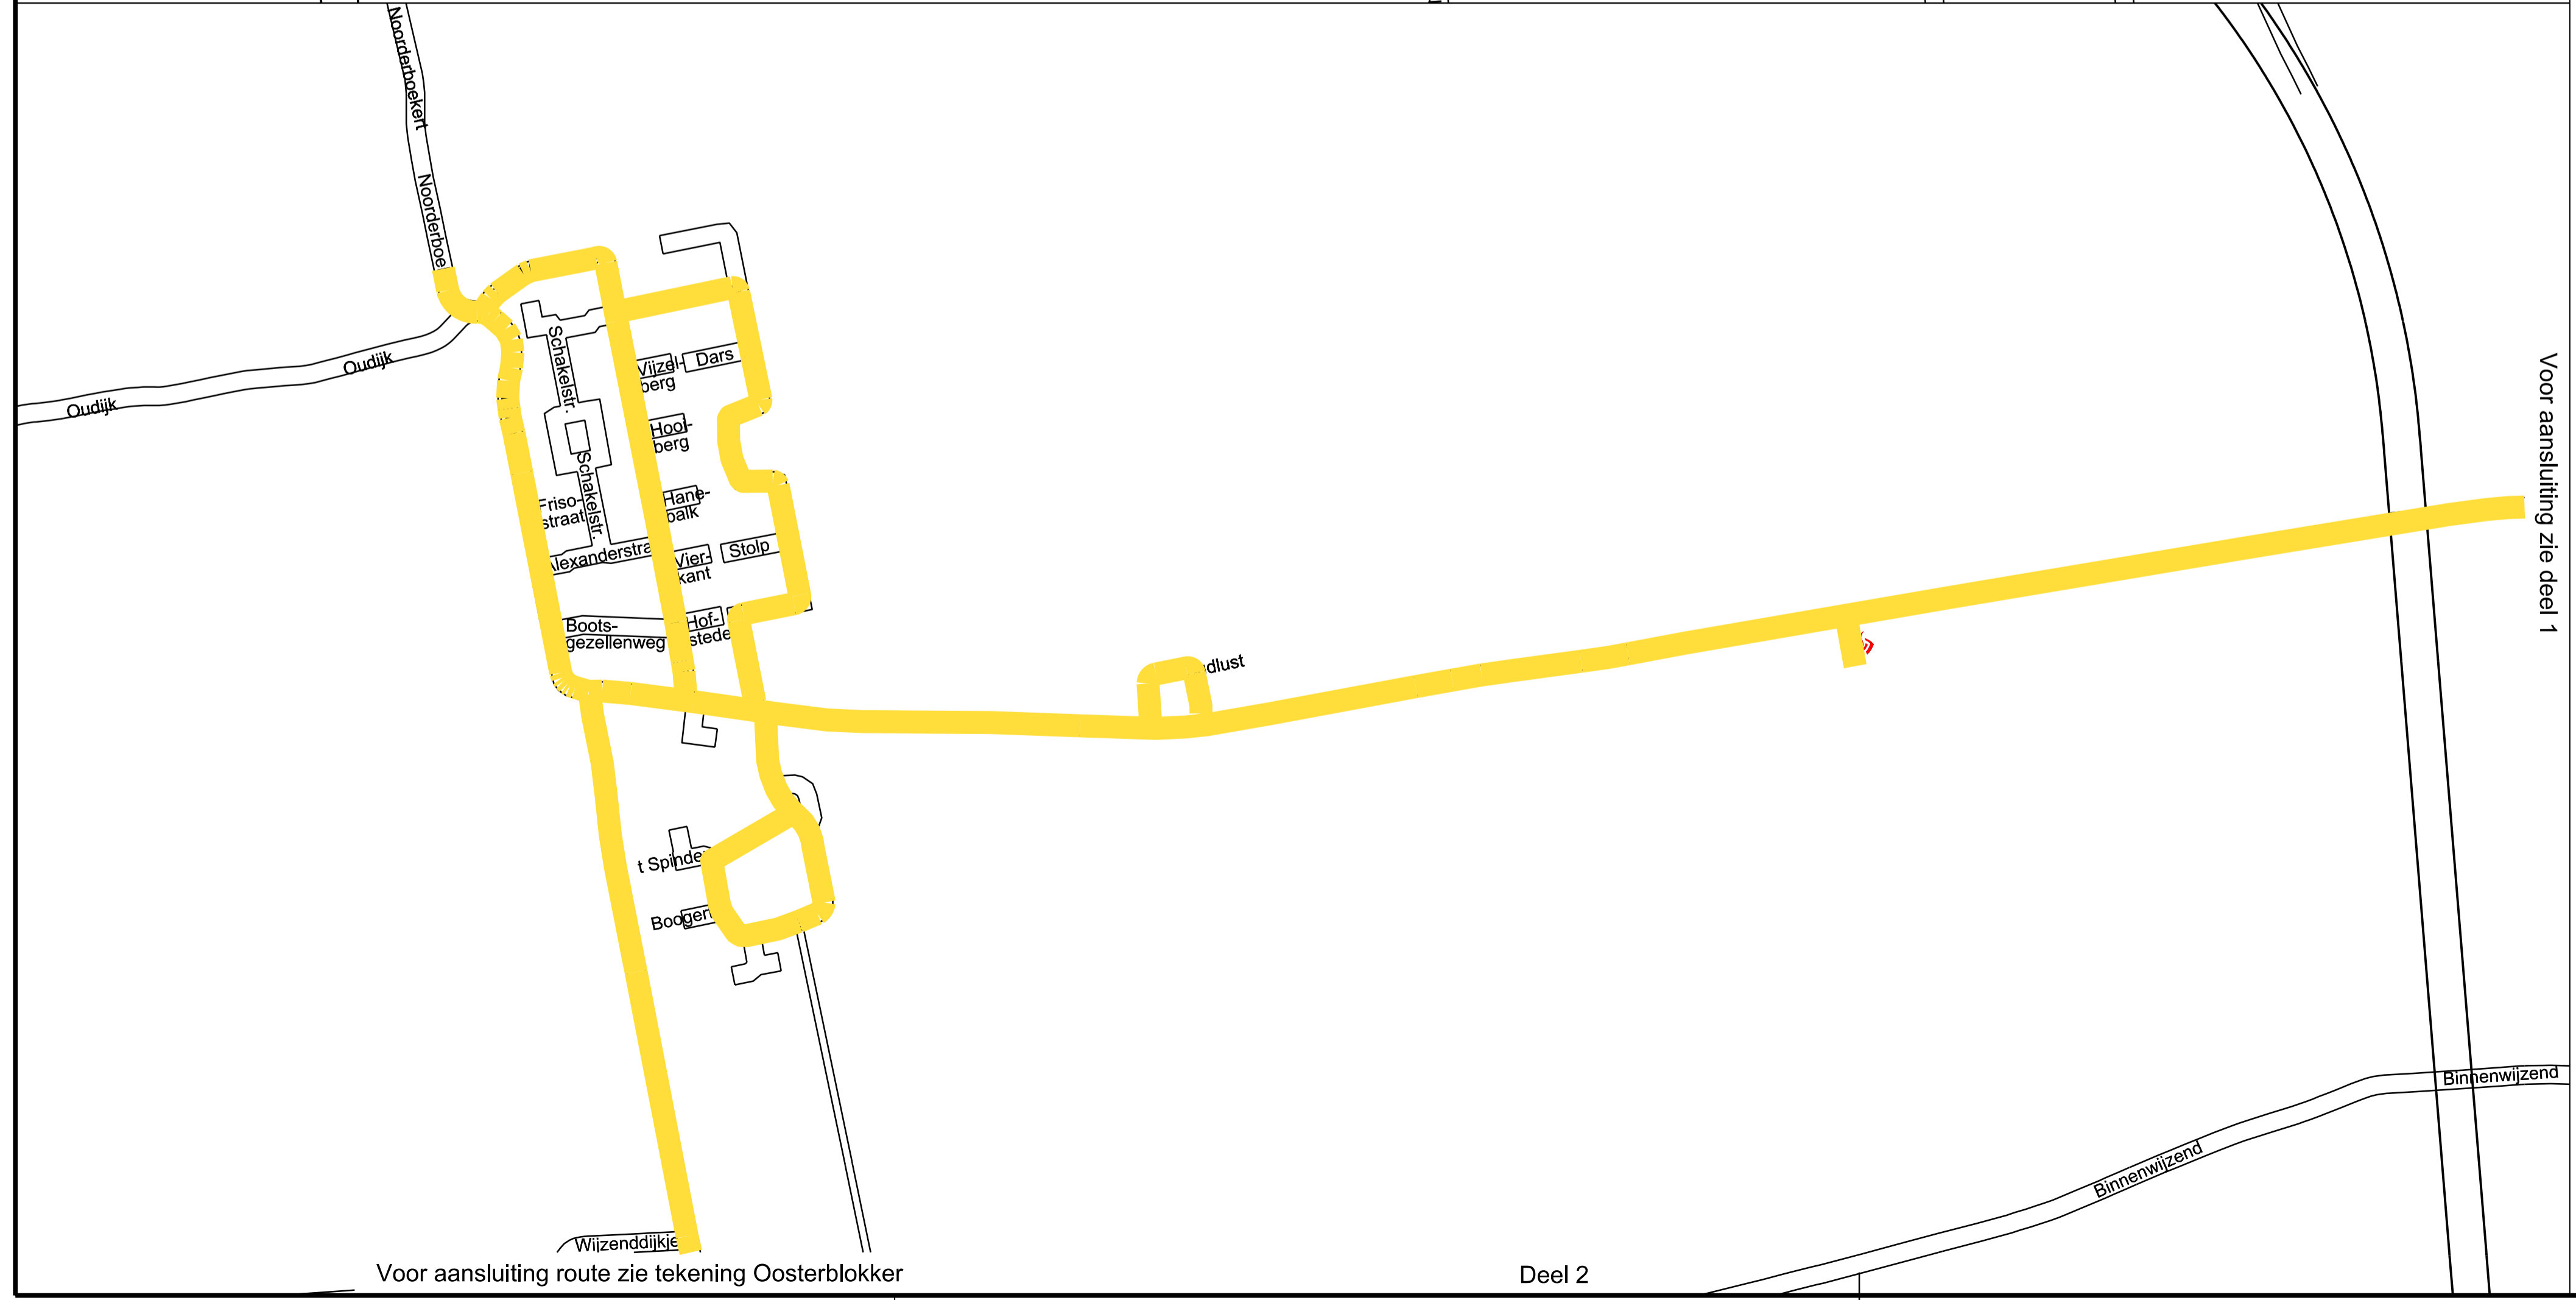 Noorderboekert
Noorderboe
Oudijk
Oudijk
Schakelstr.
Schakelstr.
Vijzel-
berg
Dars
Hooi-
berg
Hane-
balk
Friso-
straat
Alexanderstra
Vier-
kant
Stolp
Boots-
gezellenweg
Hof-
stede
dlust
t Spinde
Booger
Wijzenddijkje
Binnenwijzend
Binnenwijzend
Voor aansluiting zie deel 1
Voor aansluiting route zie tekening Oosterblokker
Deel 2